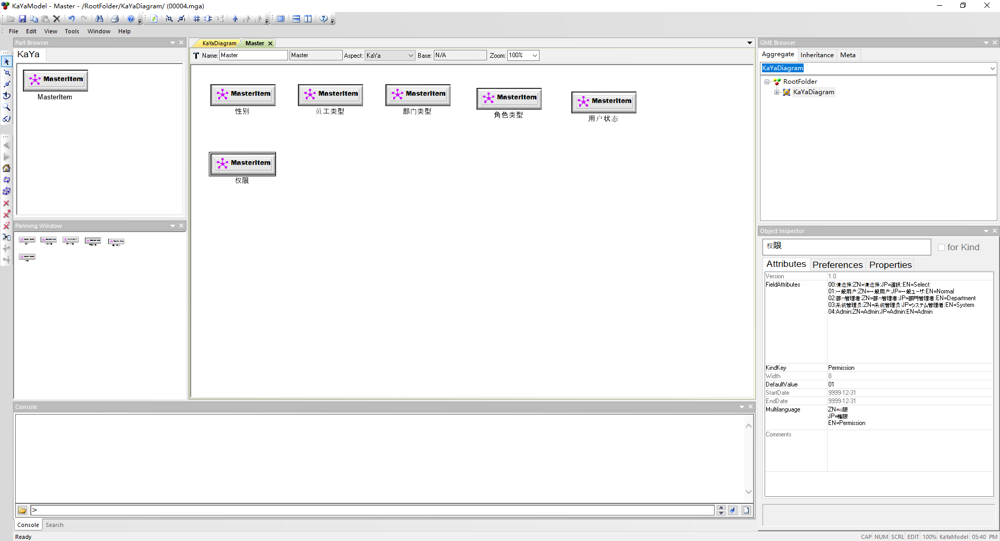 KaYaModel - Master - /RootFolder/KaYaDiagram/ (00004.mga)
File Edit View Tools Window Help
Part Browser
KaYa
MasterItem
MasterItem
Panning Window
KaYaDiagram Master
Name: Master Master Aspect: KaYa Base: N/A Zoom: 100%
MasterItem MasterItem MasterItem MasterItem MasterItem
性别 员工类型 部门类型 角色类型 用户状态
MasterItem
权限
Console
>
Console Search
Ready
GME Browser
Aggregate Inheritance Meta
KaYaDiagram
RootFolder
KaYaDiagram
Object Inspector
权限 for Kind
Attributes Preferences Properties
Version 1.0
FieldAttributes 00:请选择:ZN=请选择:JP=選択:EN=Select:
01:一般用户:ZN=一般用户:JP=一般ユーザ:EN=Normal
02:部门管理者:ZN=部门管理者:JP=部門管理者:EN=Department
03:系统管理员:ZN=系统管理员:JP=システム管理者:EN=System
04:Admin:ZN=Admin:JP=Admin:EN=Admin
KindKey Permission
Width 8
DefaultValue 01
StartDate 9999-12-31
EndDate 9999-12-31
Multilanguage ZN=权限
JP=権限
EN=Permission
Comments
CAP NUM SCRL EDIT 100% KaYaModel 05:40 PM